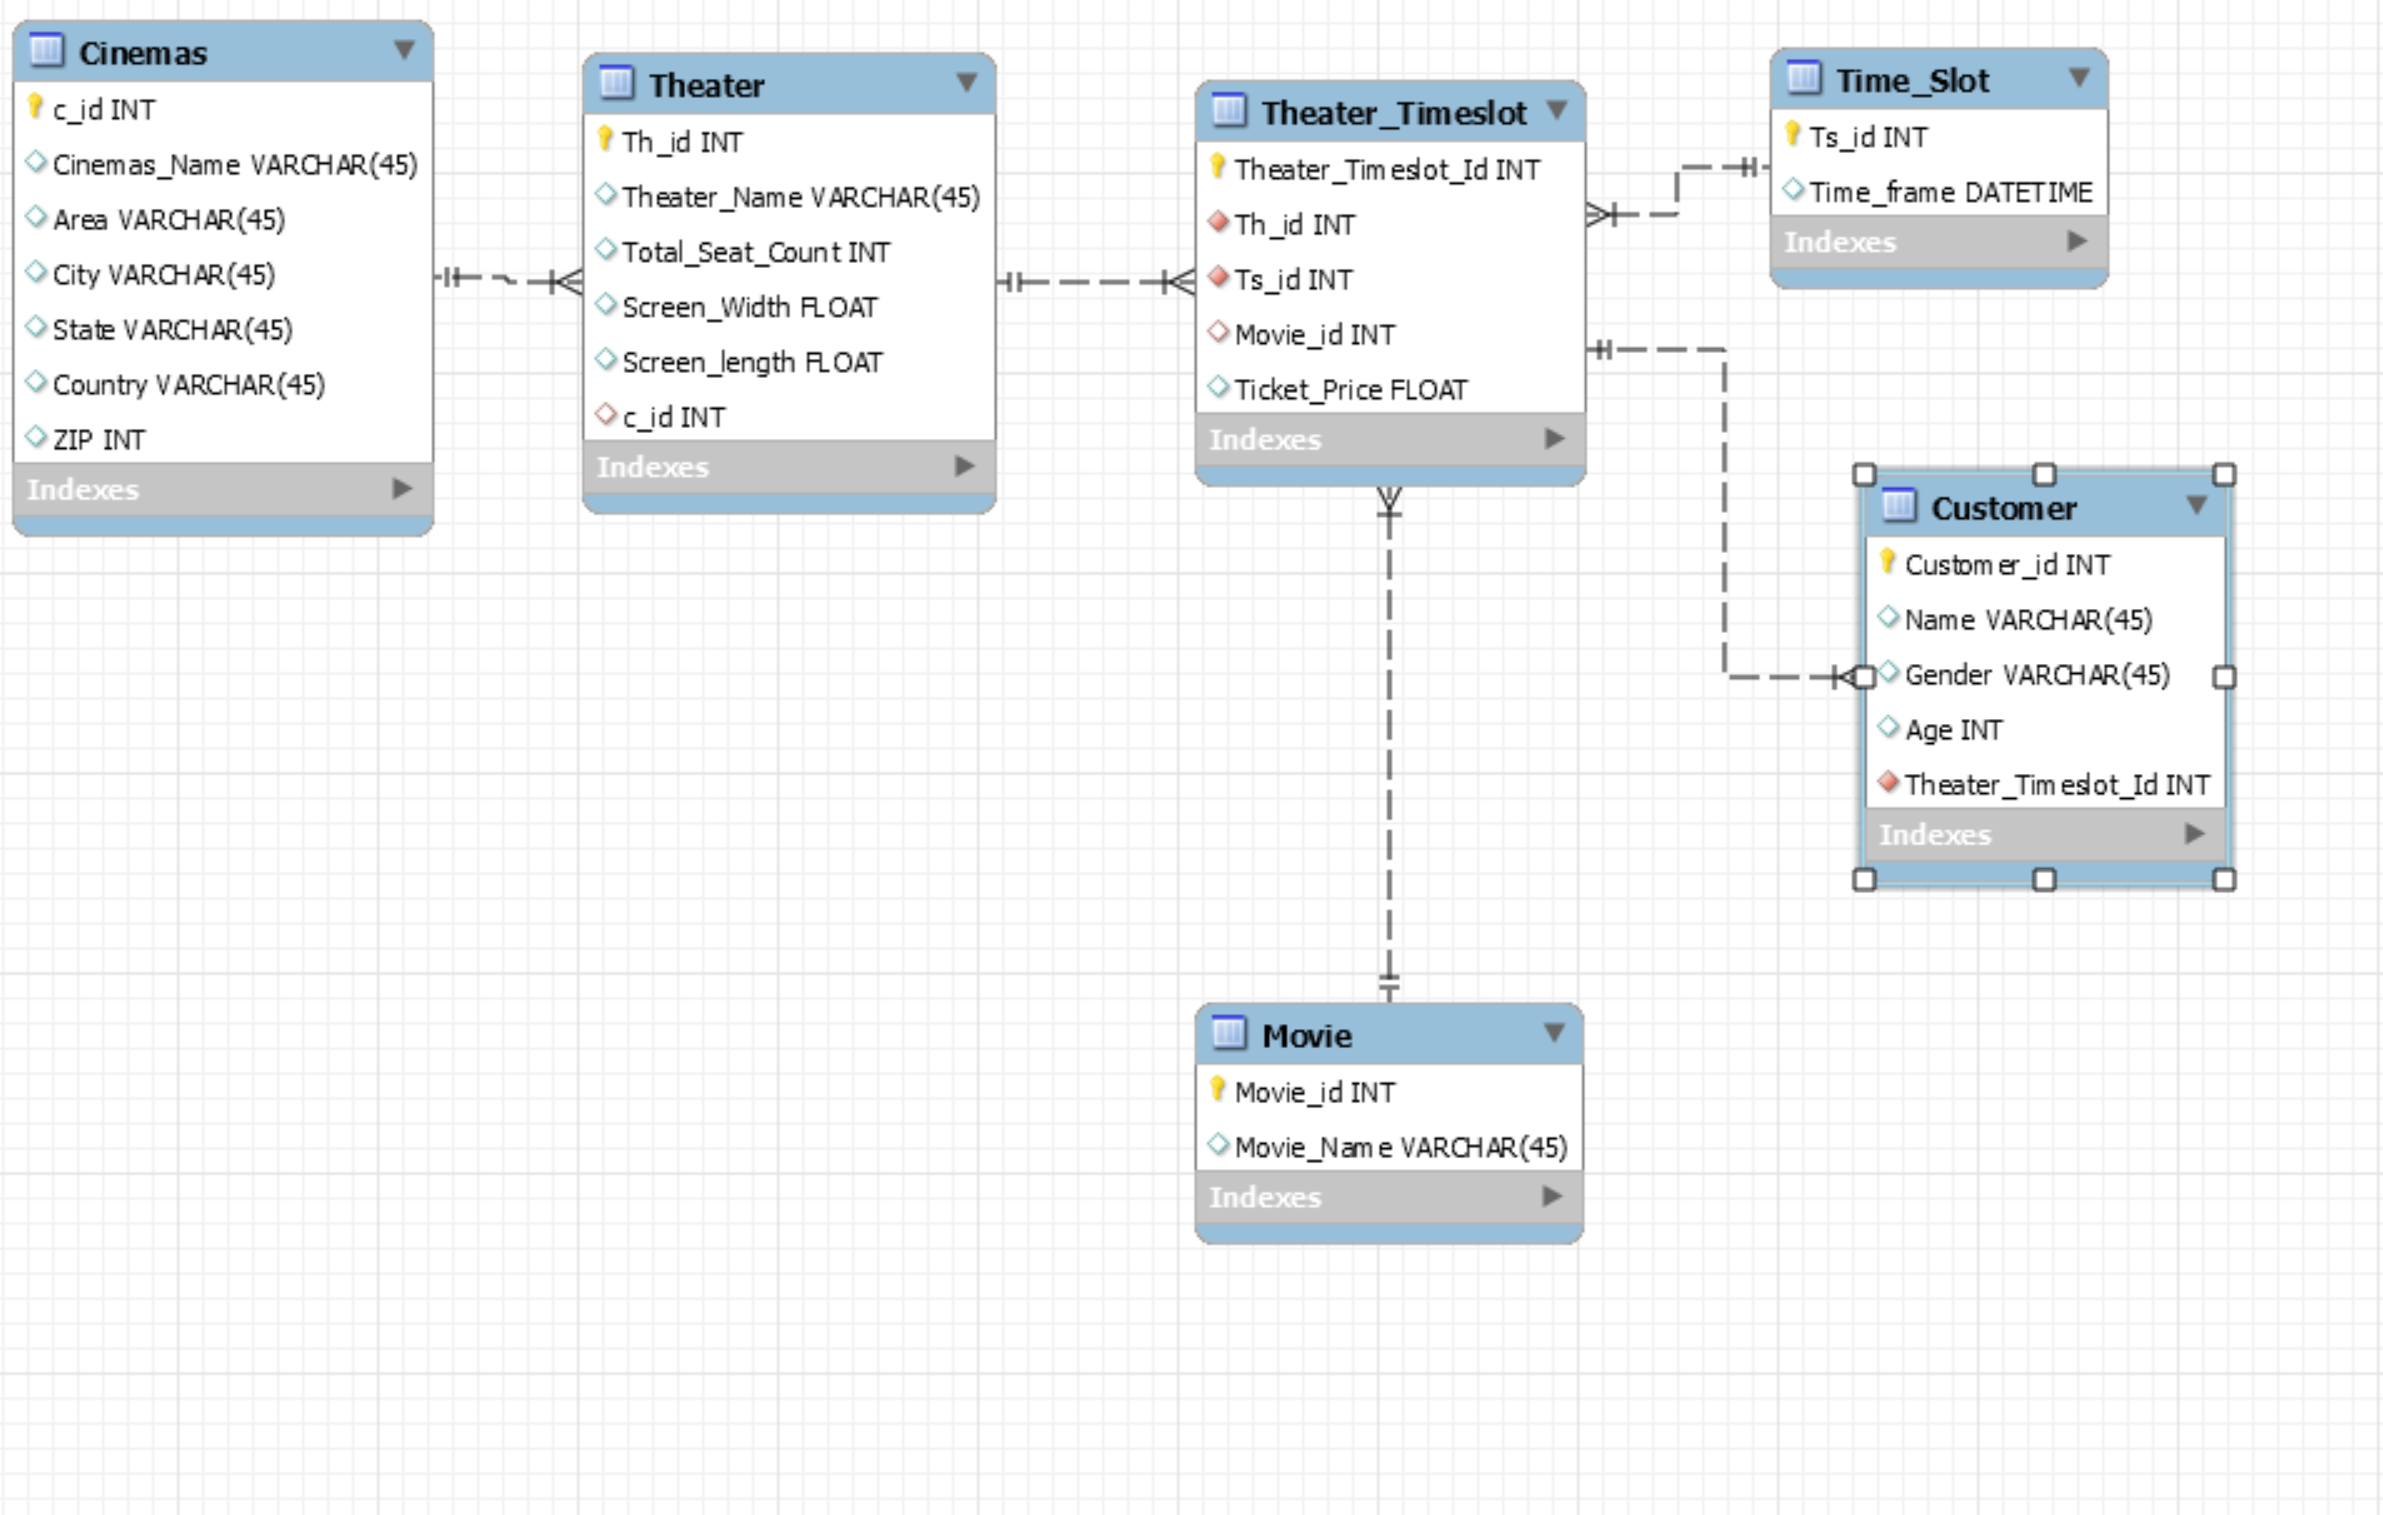 Cinemas
c_id INT
Cinemas_Name VARCHAR(45)
Area VARCHAR(45)
City VARCHAR(45)
State VARCHAR(45)
Country VARCHAR(45)
ZIP INT
Indexes
Theater
Th_id INT
Theater_Name VARCHAR(45)
Total_Seat_Count INT
Screen_Width FLOAT
Screen_length FLOAT
c_id INT
Indexes
Theater_Timeslot
Theater_Timeslot_Id INT
Th_id INT
Ts_id INT
Movie_id INT
Ticket_Price FLOAT
Indexes
Time_Slot
Ts_id INT
Time_frame DATETIME
Indexes
Customer
Customer_id INT
Name VARCHAR(45)
Gender VARCHAR(45)
Age INT
Theater_Timeslot_Id INT
Indexes
Movie
Movie_id INT
Movie_Name VARCHAR(45)
Indexes